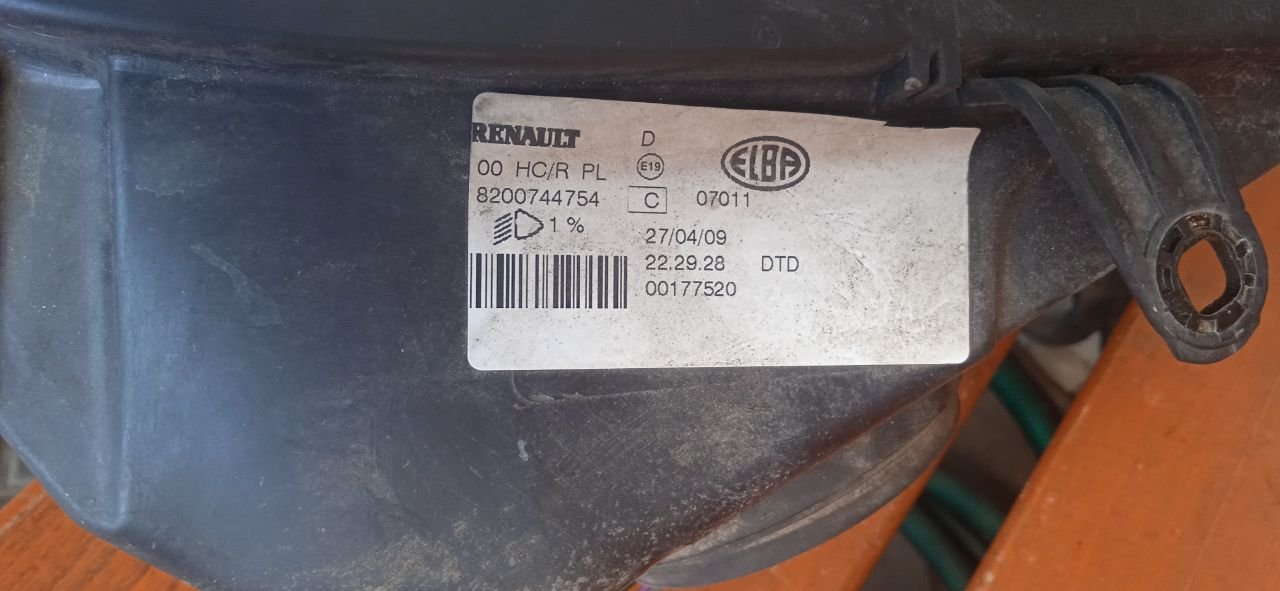 RENAULT D ELBA
00 HC/R PL E19
8200744754 C 07011
1 %
27/04/09
22.29.28 DTD
00177520